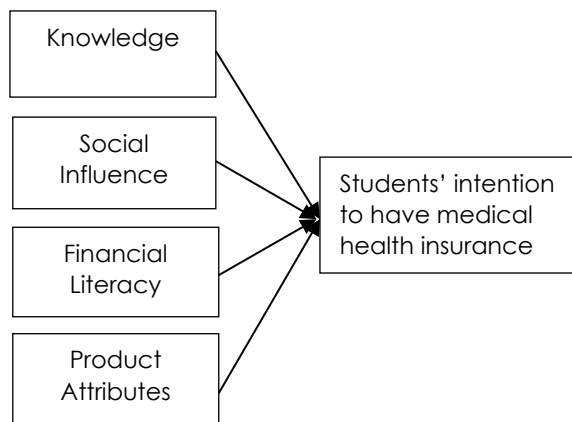 Knowledge
Social
Influence
Financial
Literacy
Product
Attributes
Students’ intention
to have medical
health insurance